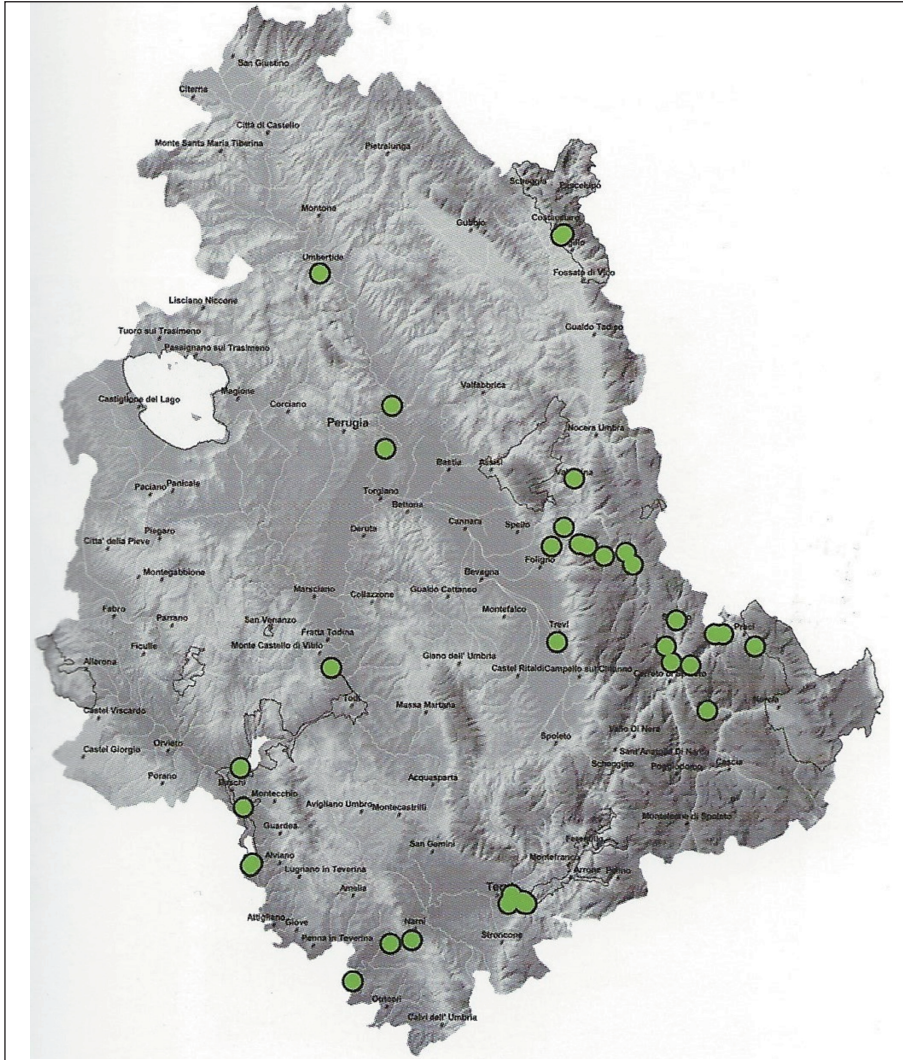 San Giustino
Citerna
Città di Castello
Monte Santa Maria Tiberina
Pietralunga
Scheggia
Pascelupo
Montone
Costacciaro
Gubbio
Umbertide
Fossato di Vico
Lisciano Niccone
Tuoro sul Trasimeno
Gualdo Tadino
Passignano sul Trasimeno
Valfabbrica
Magione
Castiglione del Lago
Corciano
Perugia
Nocera Umbra
Bastia
Assisi
Paciano
Panicale
Torgiano
Bettona
Cannara
Spello
Piegaro
Deruta
Citta' della Pieve
Foligno
Bevagna
Montegabbione
Marsciano
Collazzone
Gualdo Cattaneo
Montefalco
Fabro
Parrano
San Venanzo
Fratta Todina
Trevi
Preci
Ficulle
Monte Castello di Vibio
Giano dell' Umbria
Allerona
Castel Ritaldi
Campello sul Clitunno
Cerreto di Spoleto
Todi
Norcia
Castel Viscardo
Massa Martana
Vallo Di Nera
Orvieto
Spoleto
Castel Giorgio
Sant'Anatolia Di Narco
Scheggino
Poggiodomo
Cascia
Porano
Acquasparta
Montecchio
Avigliano Umbro
Montecastrilli
Monteleone di Spoleto
Guardea
San Gemini
Ferentillo
Alviano
Montefranco
Lugnano in Teverina
Arrone
Polino
Amelia
Attigliano
Giove
Narni
Penna in Teverina
Stroncone
Otricoli
Calvi dell' Umbria